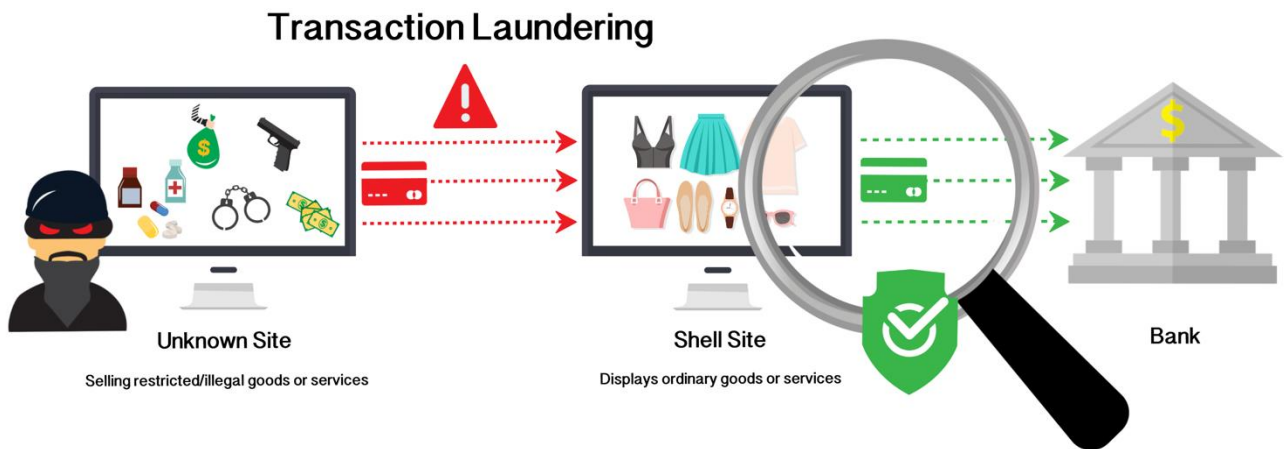 Transaction Laundering
$
$
Unknown Site
Shell Site
Bank
Selling restricted/illegal goods or services
Displays ordinary goods or services